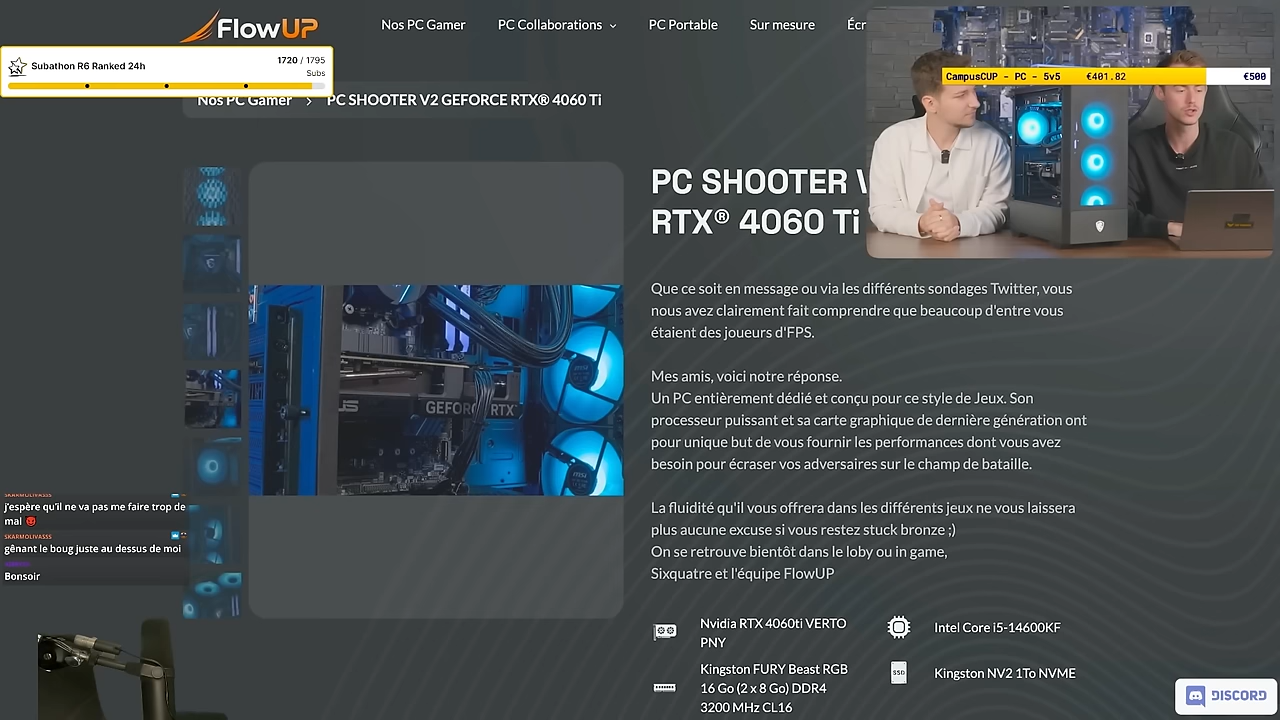 FlowUP
Nos PC Gamer
PC Collaborations
PC Portable
Sur mesure
Écr
Subathon R6 Ranked 24h
1720 / 1795
Subs
CampusCUP - PC - 5v5 €401.82 €500
Nos PC Gamer > PC SHOOTER V2 GEFORCE RTX® 4060 Ti
PC SHOOTER
RTX® 4060 Ti
GEFORCE RTX
Que ce soit en message ou via les différents sondages Twitter, vous
nous avez clairement fait comprendre que beaucoup d'entre vous
étaient des joueurs d'FPS.
Mes amis, voici notre réponse.
Un PC entièrement dédié et conçu pour ce style de Jeux. Son
processeur puissant et sa carte graphique de dernière génération ont
pour unique but de vous fournir les performances dont vous avez
besoin pour écraser vos adversaires sur le champ de bataille.
La fluidité qu'il vous offrera dans les différents jeux ne vous laissera
plus aucune excuse si vous restez stuck bronze ;)
On se retrouve bientôt dans le loby ou in game,
Sixquatre et l'équipe FlowUP
SKARMOLIVASSS
j'espère qu'il ne va pas me faire trop de
mal
SKARMOLIVASSS
gênant le boug juste au dessus de moi
Bonsoir
Nvidia RTX 4060ti VERTO
PNY
Intel Core i5-14600KF
Kingston FURY Beast RGB
16 Go (2 x 8 Go) DDR4
3200 MHz CL16
SSD
Kingston NV2 1To NVME
DISCORD